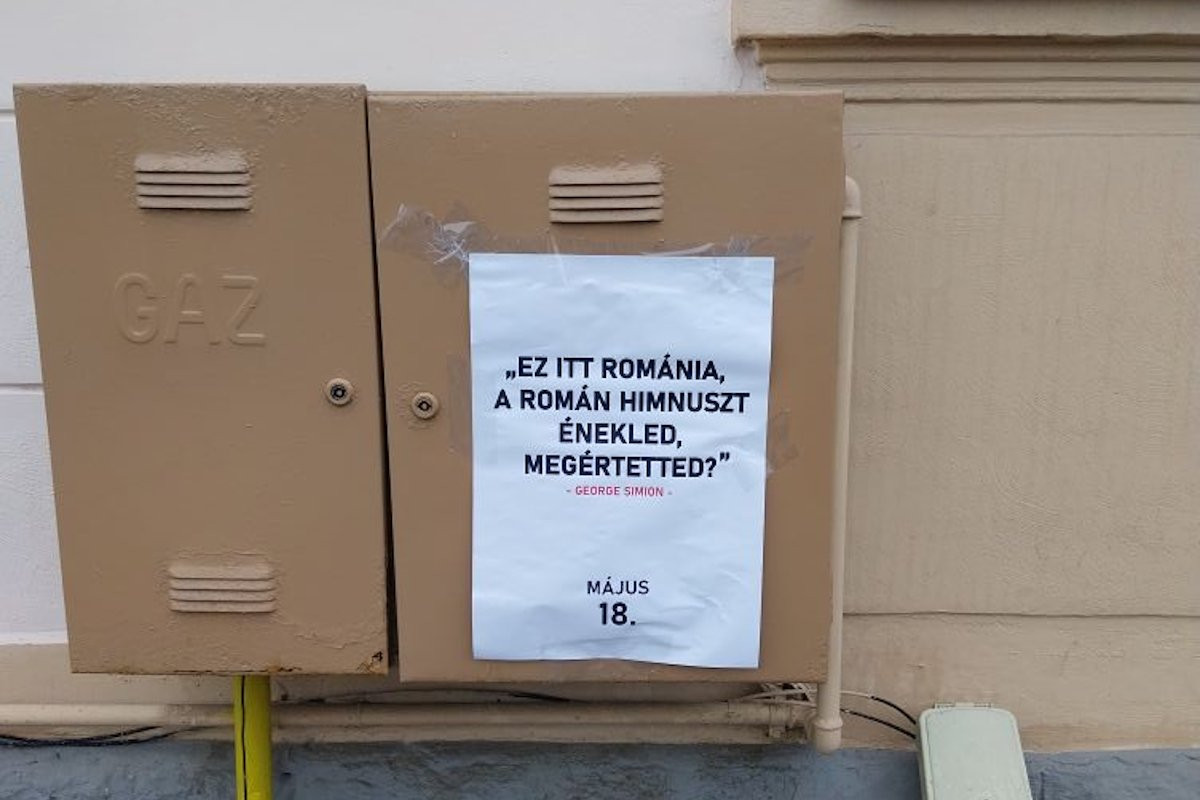 GAZ
„EZ ITT ROMÁNIA,
A ROMÁN HIMNUSZT
ÉNEKLED,
MEGÉRTETTED?”
- GEORGE SIMION -
MÁJUS
18.